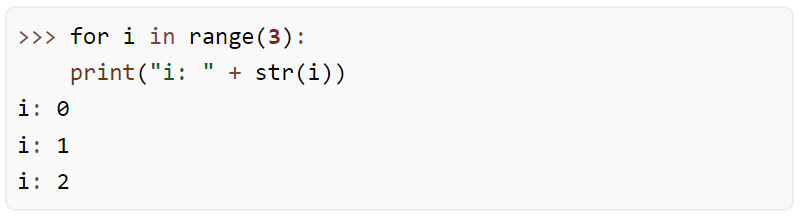 >>> for i in range(3):
    print("i: " + str(i))
i: 0
i: 1
i: 2